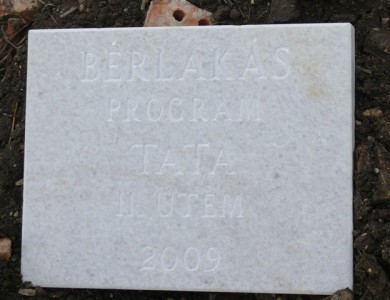 BÉRLAKÁS
PROGRAM
TATA
II. ÜTEM
2009